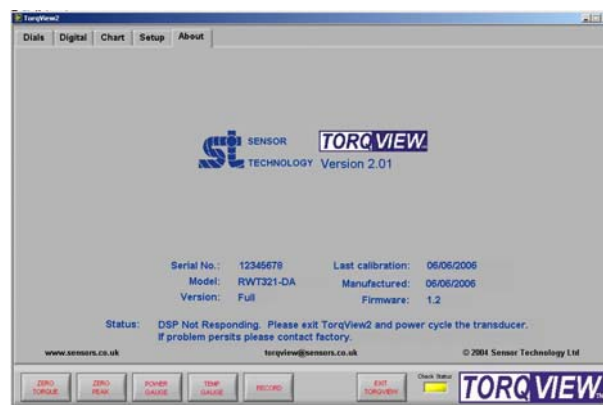 TorqView2
Dials Digital Chart Setup About
st SENSOR TECHNOLOGY
TORQVIEW
Version 2.01
Serial No.: 12345678 Last calibration: 06/06/2006
Model: RWT321-DA Manufactured: 06/06/2006
Version: Full Firmware: 1.2
Status: DSP Not Responding. Please exit TorqView2 and power cycle the transducer.
If problem persits please contact factory.
www.sensors.co.uk torqview@sensors.co.uk © 2004 Sensor Technology Ltd
ZERO TORQUE ZERO PEAK POWER GAUGE TEMP GAUGE RECORD EXIT TORQVIEW Check Status TORQVIEW